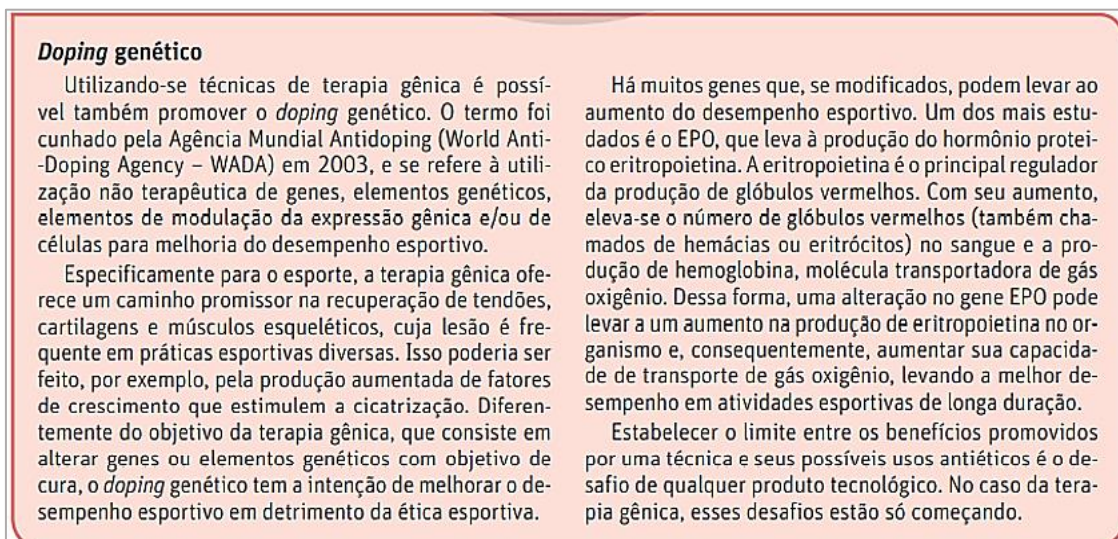 Doping genético
Utilizando-se técnicas de terapia gênica é possí-
vel também promover o doping genético. O termo foi
cunhado pela Agência Mundial Antidoping (World Anti-
-Doping Agency – WADA) em 2003, e se refere à utili-
zação não terapêutica de genes, elementos genéticos,
elementos de modulação da expressão gênica e/ou de
células para melhoria do desempenho esportivo.
Especificamente para o esporte, a terapia gênica ofe-
rece um caminho promissor na recuperação de tendões,
cartilagens e músculos esqueléticos, cuja lesão é fre-
quente em práticas esportivas diversas. Isso poderia ser
feito, por exemplo, pela produção aumentada de fatores
de crescimento que estimulem a cicatrização. Diferen-
temente do objetivo da terapia gênica, que consiste em
alterar genes ou elementos genéticos com objetivo de
cura, o doping genético tem a intenção de melhorar o de-
sempenho esportivo em detrimento da ética esportiva.
Há muitos genes que, se modificados, podem levar ao
aumento do desempenho esportivo. Um dos mais estu-
dados é o EPO, que leva à produção do hormônio protei-
co eritropoietina. A eritropoietina é o principal regulador
da produção de glóbulos vermelhos. Com seu aumento,
eleva-se o número de glóbulos vermelhos (também cha-
mados de hemácias ou eritrócitos) no sangue e a pro-
dução de hemoglobina, molécula transportadora de gás
oxigênio. Dessa forma, uma alteração no gene EPO pode
levar a um aumento na produção de eritropoietina no or-
ganismo e, consequentemente, aumentar sua capacida-
de de transporte de gás oxigênio, levando a melhor de-
sempenho em atividades esportivas de longa duração.
Estabelecer o limite entre os benefícios promovidos
por uma técnica e seus possíveis usos antiéticos é o de-
safio de qualquer produto tecnológico. No caso da tera-
pia gênica, esses desafios estão só começando.